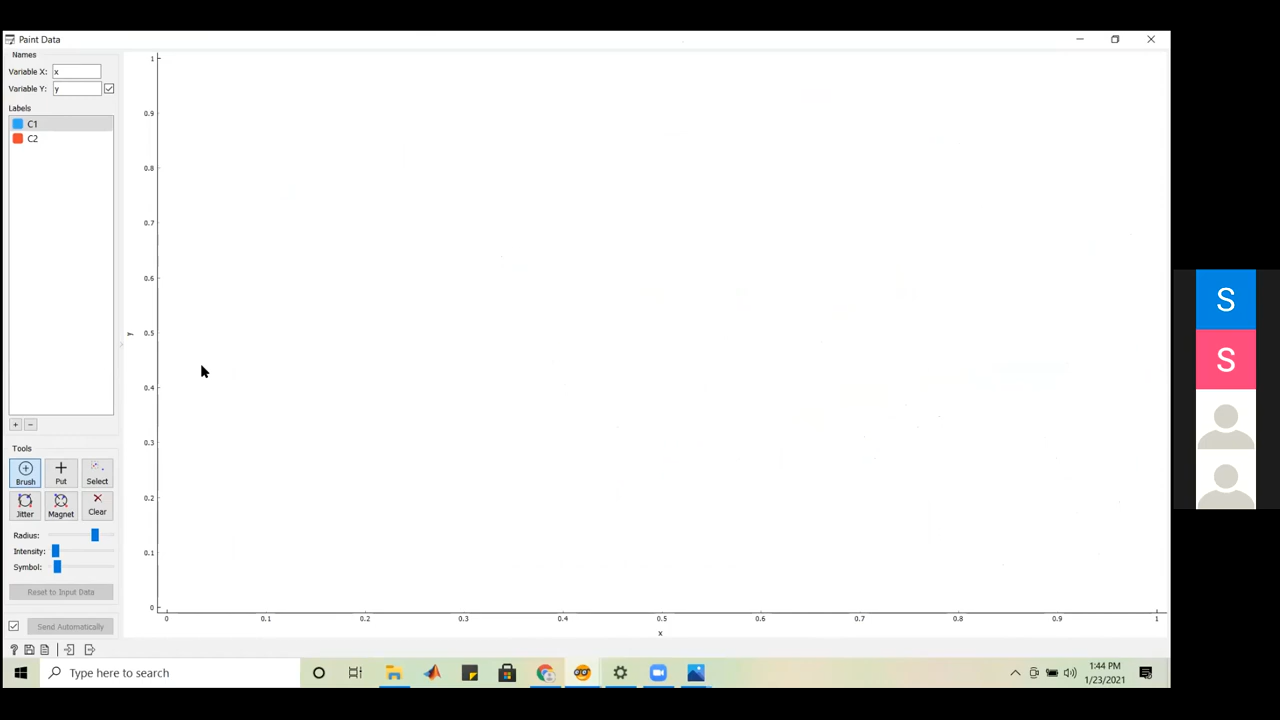 Paint Data
Names
Variable X: x
Variable Y: y
Labels
C1
C2
+ −
Tools
Brush Put Select
Jitter Magnet Clear
Radius:
Intensity:
Symbol:
Reset to Input Data
Send Automatically
1
0.9
0.8
0.7
0.6
0.5
0.4
0.3
0.2
0.1
0
y
0 0.1 0.2 0.3 0.4 0.5 0.6 0.7 0.8 0.9 1
x
S
S
Type here to search
1:44 PM
1/23/2021